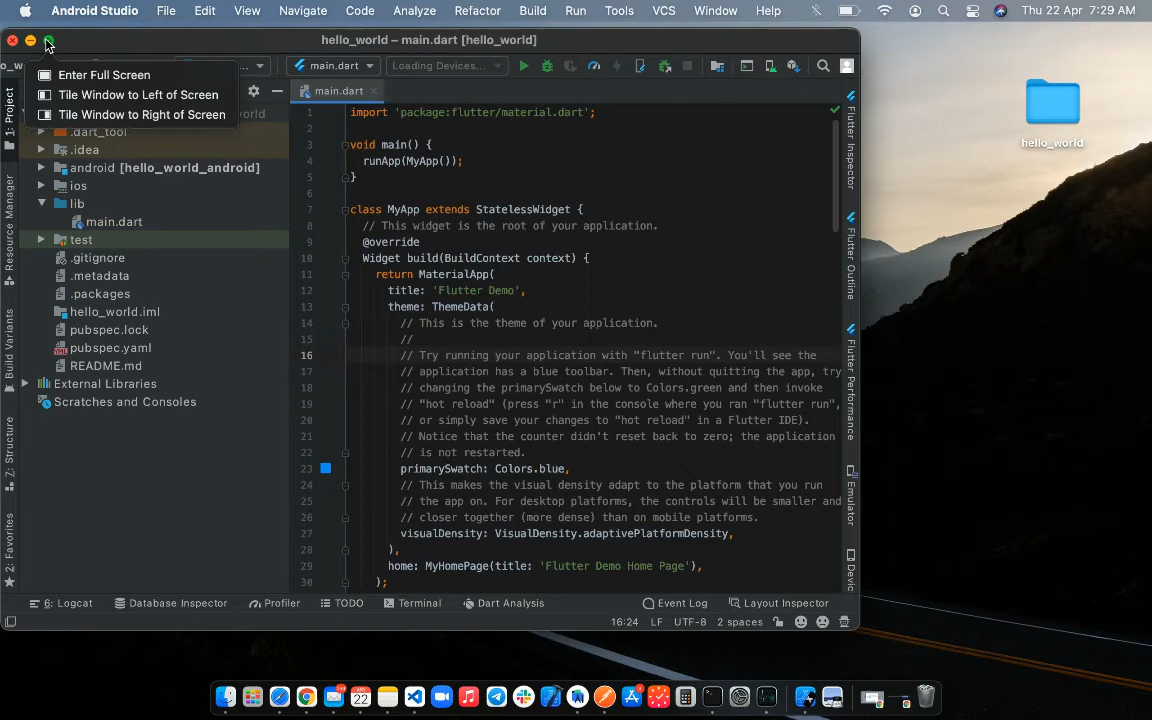 Android Studio File Edit View Navigate Code Analyze Refactor Build Run Tools VCS Window Help Thu 22 Apr 7:29 AM
hello_world – main.dart [hello_world]
main.dart
Loading Devices...
Enter Full Screen
Tile Window to Left of Screen
Tile Window to Right of Screen
.dart_tool
.idea
android [hello_world_android]
ios
lib
main.dart
test
.gitignore
.metadata
.packages
hello_world.iml
pubspec.lock
pubspec.yaml
README.md
External Libraries
Scratches and Consoles
1: Project
Resource Manager
Build Variants
Z: Structure
2: Favorites
main.dart
1 import 'package:flutter/material.dart';
2
3 void main() {
4 runApp(MyApp());
5 }
6
7 class MyApp extends StatelessWidget {
8 // This widget is the root of your application.
9 @override
10 Widget build(BuildContext context) {
11 return MaterialApp(
12 title: 'Flutter Demo',
13 theme: ThemeData(
14 // This is the theme of your application.
15 //
16 // Try running your application with "flutter run". You'll see the
17 // application has a blue toolbar. Then, without quitting the app, try
18 // changing the primarySwatch below to Colors.green and then invoke
19 // "hot reload" (press "r" in the console where you ran "flutter run",
20 // or simply save your changes to "hot reload" in a Flutter IDE).
21 // Notice that the counter didn't reset back to zero; the application
22 // is not restarted.
23 primarySwatch: Colors.blue,
24 // This makes the visual density adapt to the platform that you run
25 // the app on. For desktop platforms, the controls will be smaller and
26 // closer together (more dense) than on mobile platforms.
27 visualDensity: VisualDensity.adaptivePlatformDensity,
28 ),
29 home: MyHomePage(title: 'Flutter Demo Home Page'),
30 );
Flutter Inspector
Flutter Outline
Flutter Performance
Emulator
Devic
hello_world
6: Logcat Database Inspector Profiler TODO Terminal Dart Analysis Event Log Layout Inspector
16:24 LF UTF-8 2 spaces